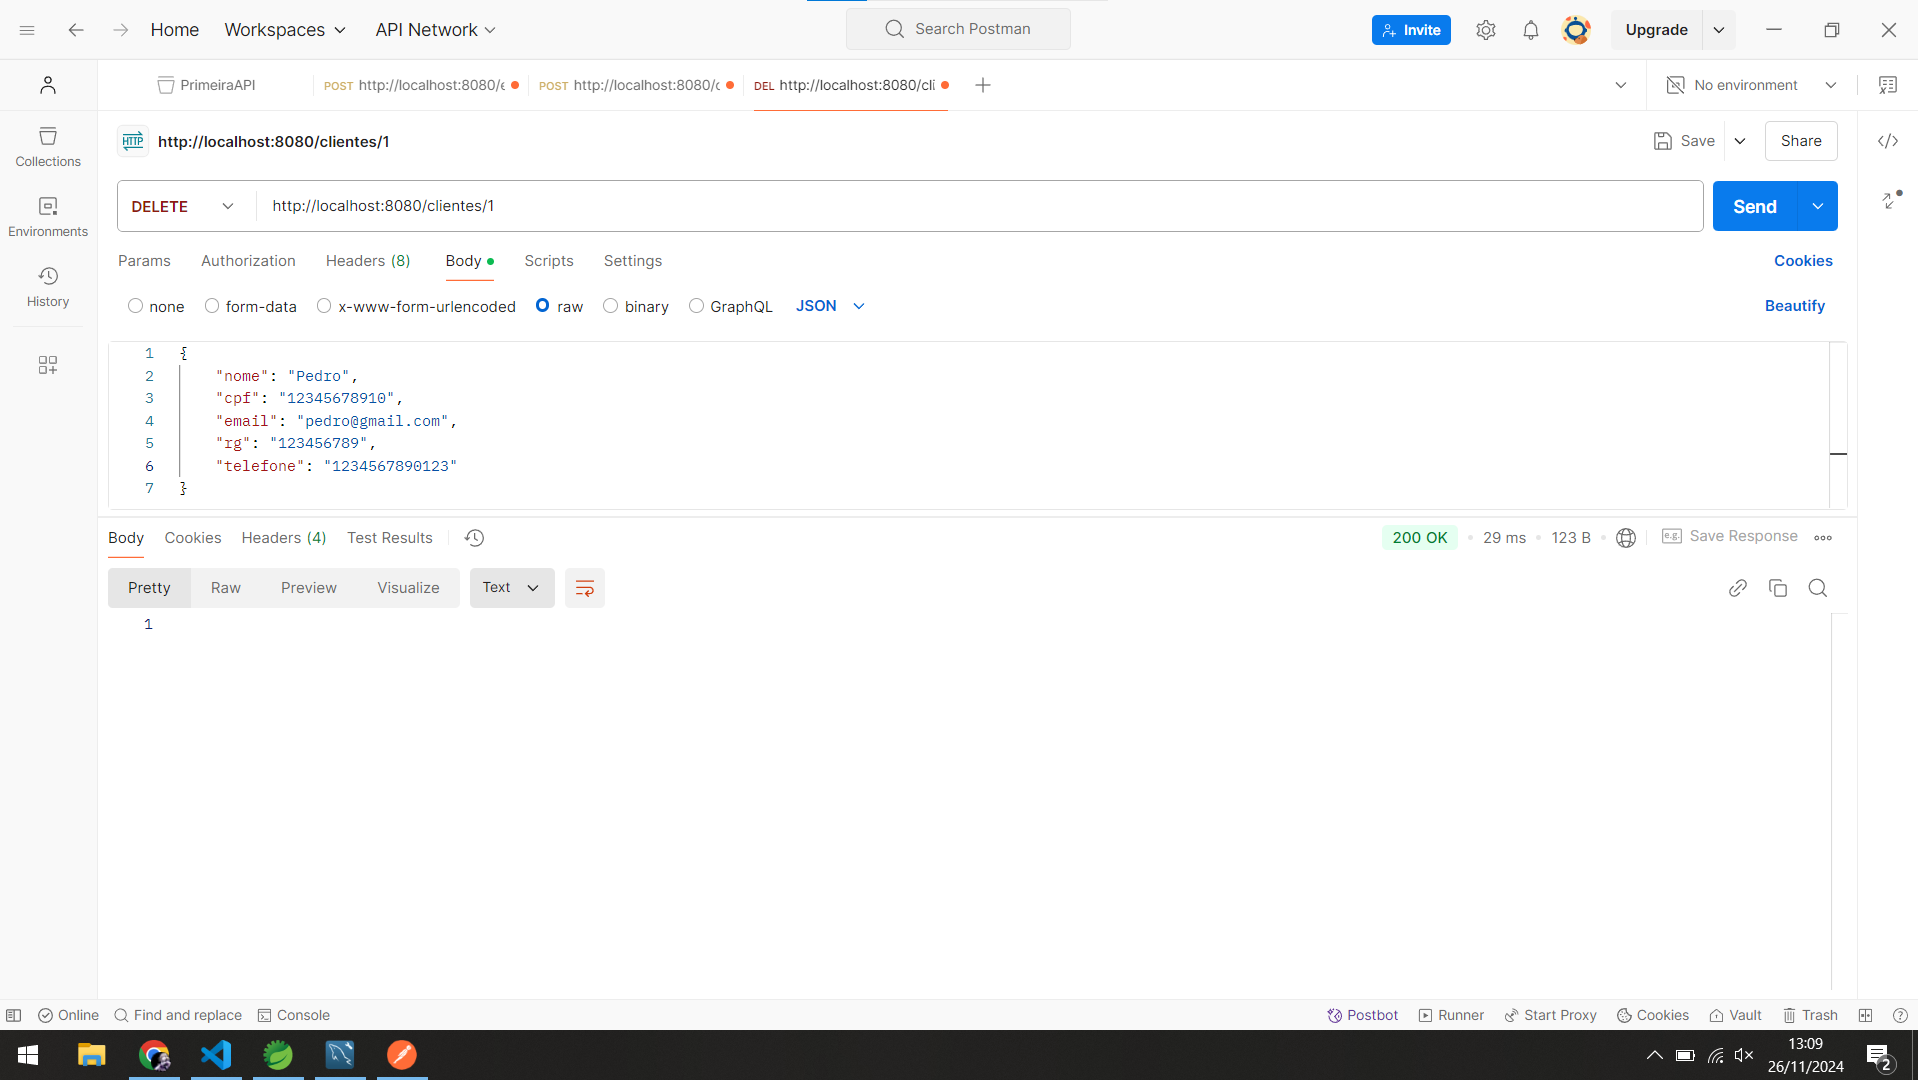 Home
Workspaces
API Network
Search Postman
Invite
Upgrade
PrimeiraAPI
POST http://localhost:8080/e
POST http://localhost:8080/c
DEL http://localhost:8080/cli
No environment
Collections
Environments
History
HTTP
http://localhost:8080/clientes/1
Save
Share
DELETE
http://localhost:8080/clientes/1
Send
Params
Authorization
Headers (8)
Body
Scripts
Settings
Cookies
none
form-data
x-www-form-urlencoded
raw
binary
GraphQL
JSON
Beautify
1 {
2 "nome": "Pedro",
3 "cpf": "12345678910",
4 "email": "pedro@gmail.com",
5 "rg": "123456789",
6 "telefone": "1234567890123"
7 }
Body
Cookies
Headers (4)
Test Results
200 OK
29 ms
123 B
e.g.
Save Response
Pretty
Raw
Preview
Visualize
Text
1
Online
Find and replace
Console
Postbot
Runner
Start Proxy
Cookies
Vault
Trash
13:09
26/11/2024
2